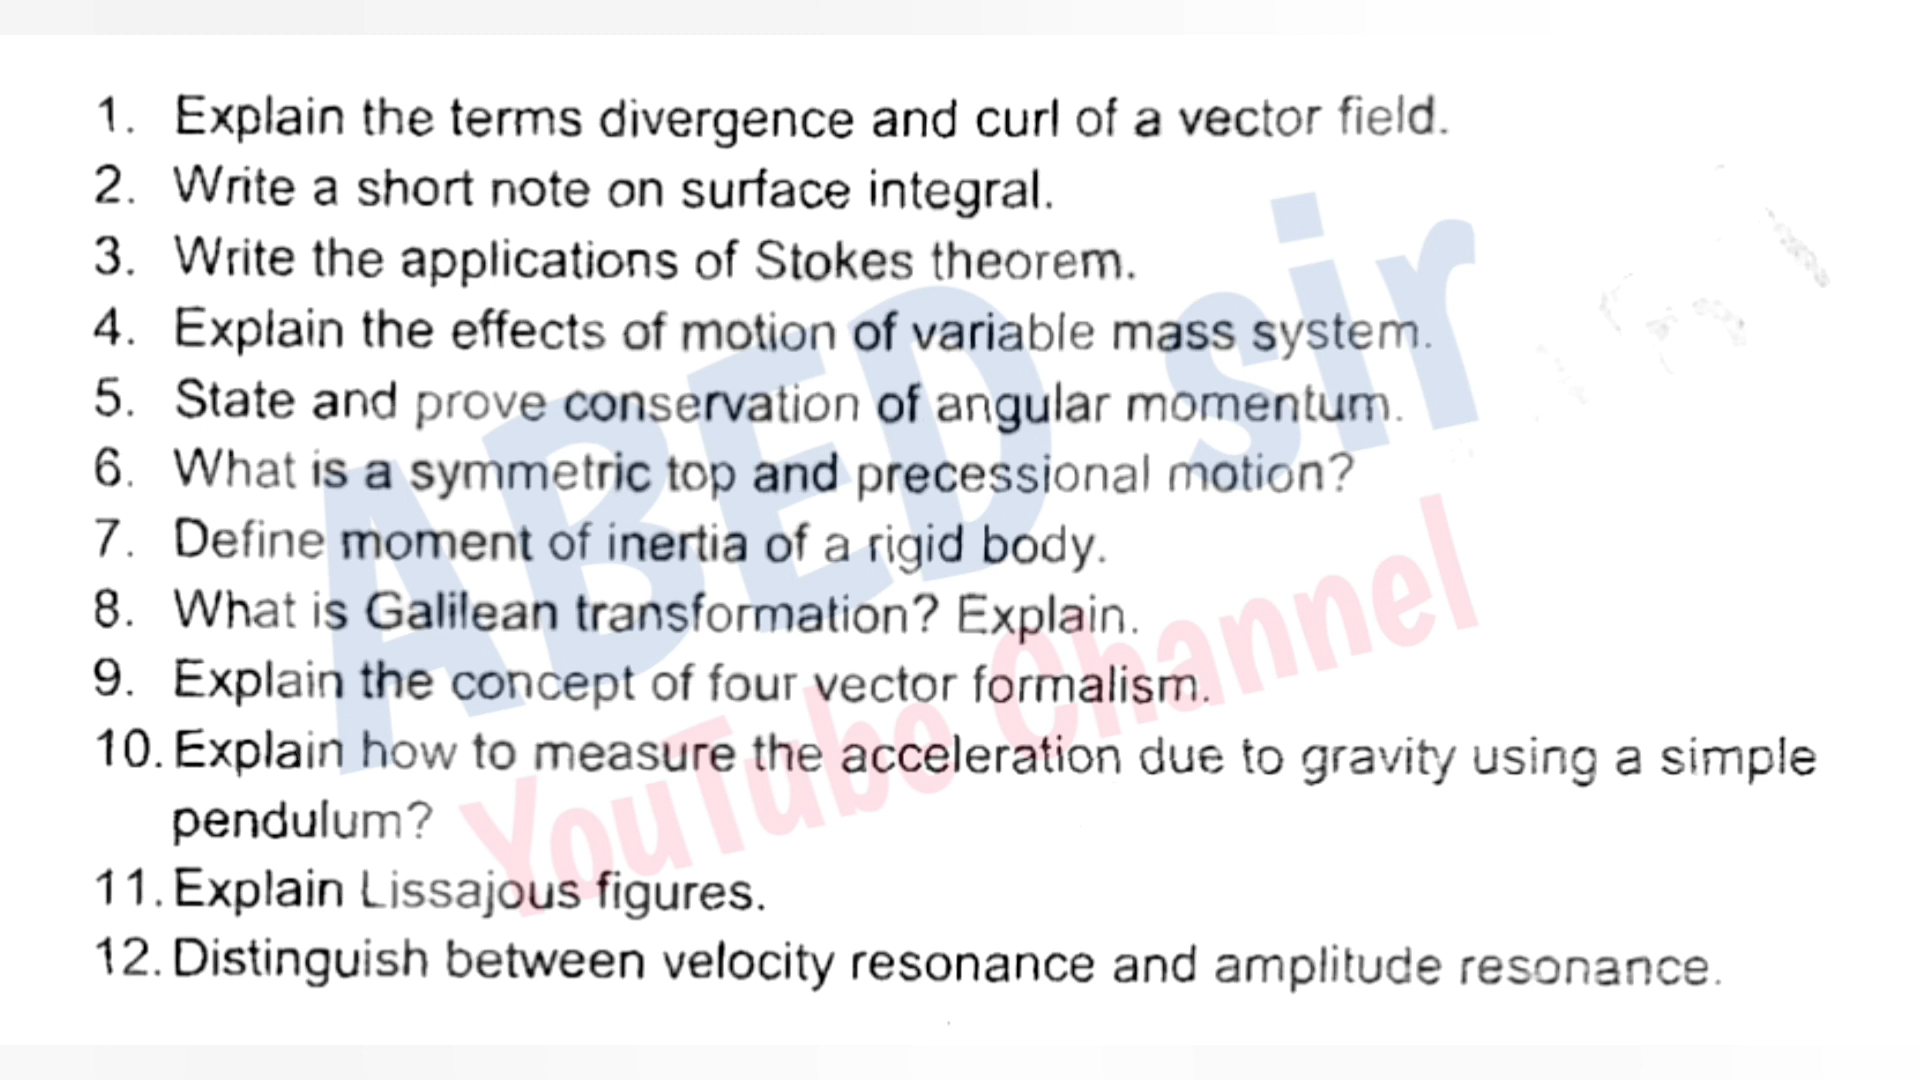 1. Explain the terms divergence and curl of a vector field.
2. Write a short note on surface integral.
3. Write the applications of Stokes theorem.
4. Explain the effects of motion of variable mass system.
5. State and prove conservation of angular momentum.
6. What is a symmetric top and precessional motion?
7. Define moment of inertia of a rigid body.
8. What is Galilean transformation? Explain.
9. Explain the concept of four vector formalism.
10. Explain how to measure the acceleration due to gravity using a simple
pendulum?
11. Explain Lissajous figures.
12. Distinguish between velocity resonance and amplitude resonance.
ABED sir
YouTube Channel